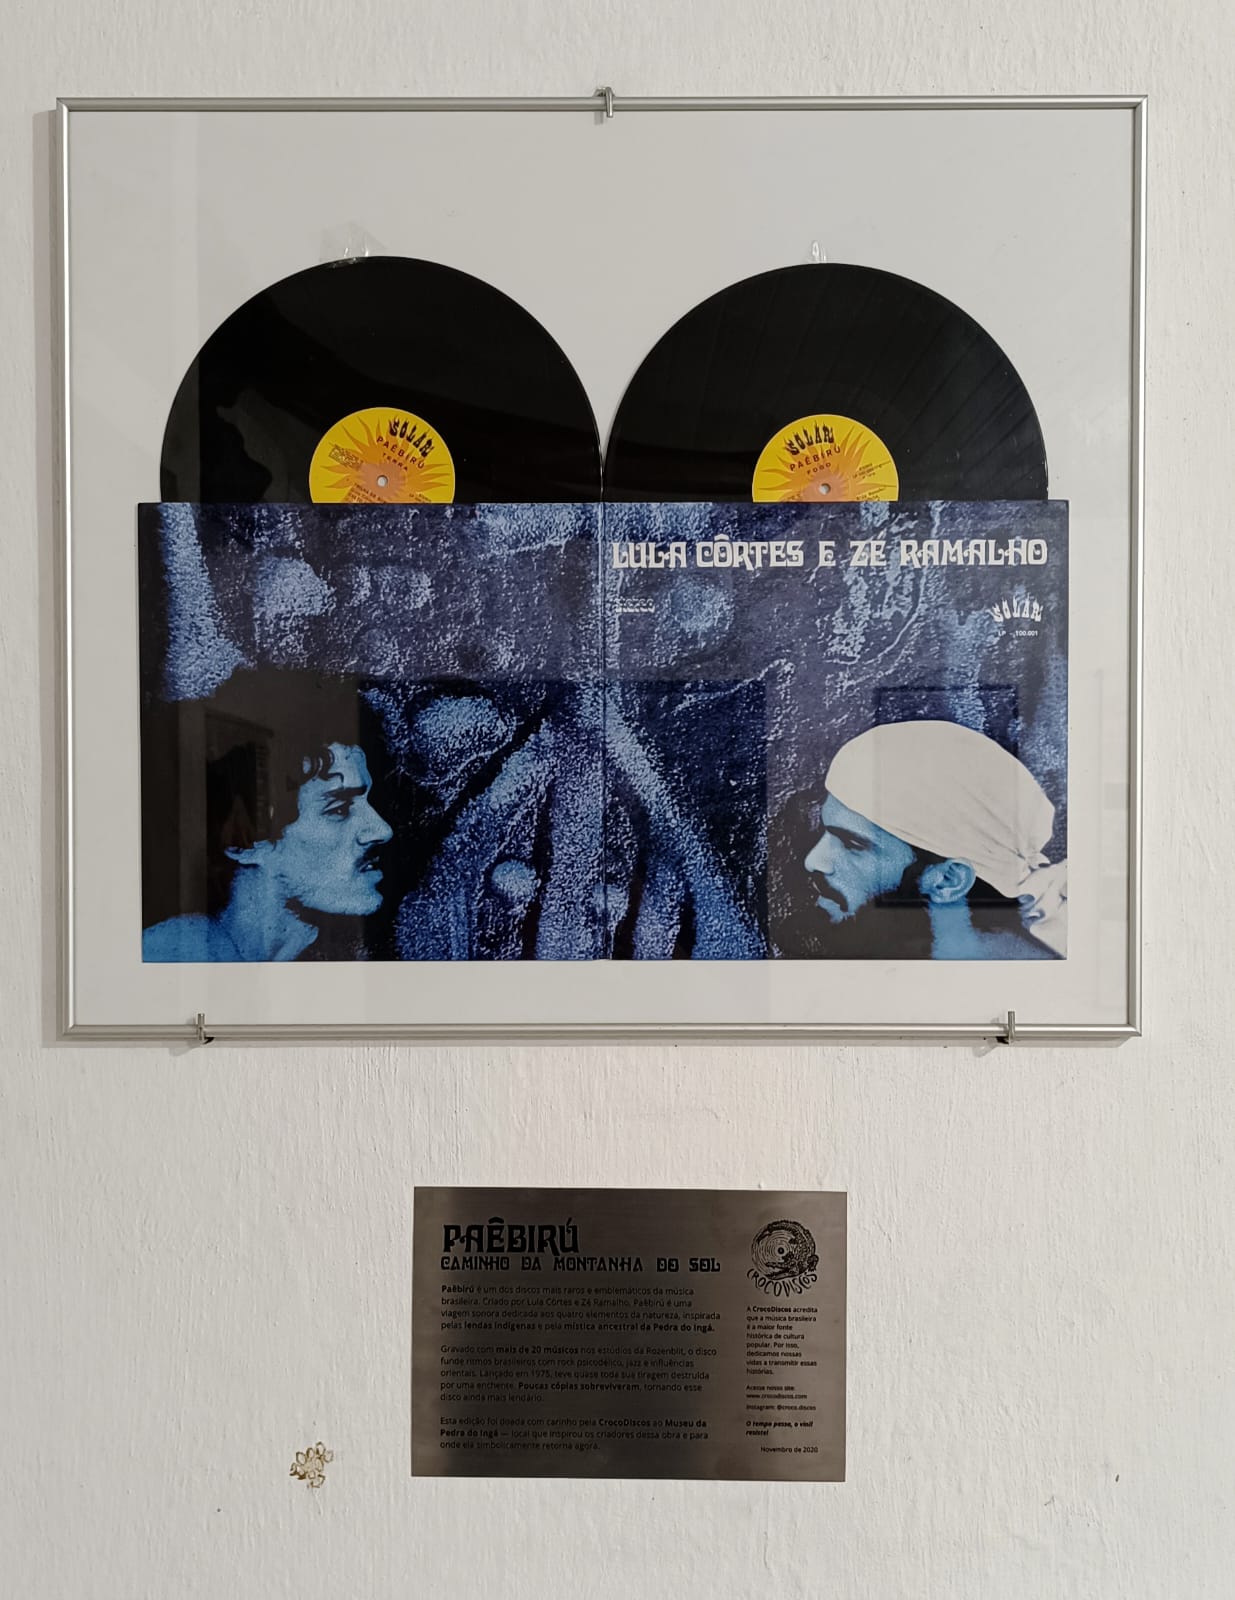 SOLAR
PAÊBIRÚ
TERRA
SOLAR
PAÊBIRÚ
FOGO
LULA CÔRTES E ZÉ RAMALHO
STEREO
SOLAR
LP - 100.001
PAÊBIRÚ
CAMINHO DA MONTANHA DO SOL
Paêbirú é um dos discos mais raros e emblemáticos da música
brasileira. Criado por Lula Côrtes e Zé Ramalho, Paêbirú é uma
viagem sonora dedicada aos quatro elementos da natureza, inspirada
pelas lendas indígenas e pela mística ancestral da Pedra do Ingá.
Gravado com mais de 20 músicos nos estúdios da Rozenblit, o disco
funde ritmos brasileiros com rock psicodélico, jazz e influências
orientais. Lançado em 1975, teve quase toda sua tiragem destruída
por uma enchente. Poucas cópias sobreviveram, tornando esse
disco ainda mais lendário.
Esta edição foi doada com carinho pela CrocoDiscos ao Museu da
Pedra do Ingá — local que inspirou os criadores dessa obra e para
onde ela simbolicamente retorna agora.
CROCODISCOS
A CrocoDiscos acredita
que a música brasileira
é a maior fonte
histórica de cultura
popular. Por isso,
dedicamos nossas
vidas a transmitir essas
histórias.
Acesse nosso site:
www.crocodiscos.com
Instagram: @croco.discos
O tempo passa, o vinil
resiste!
Novembro de 2020